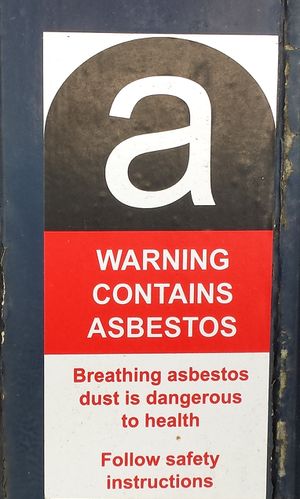 a
WARNING
CONTAINS
ASBESTOS
Breathing asbestos
dust is dangerous
to health
Follow safety
instructions